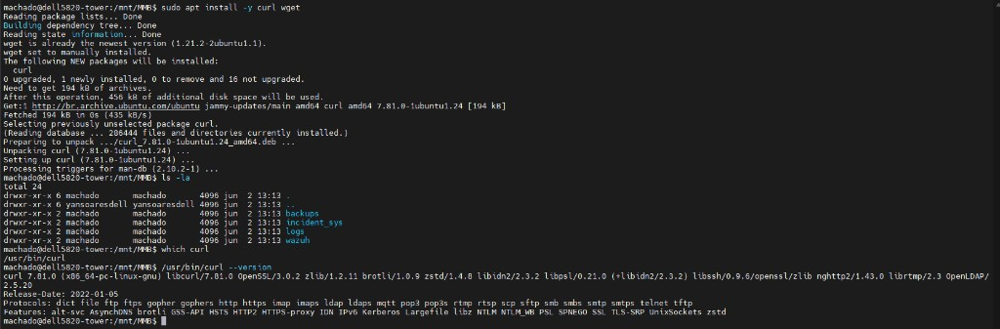 machado@dell5820-tower:/mnt/MMB$ sudo apt install -y curl wget
Reading package lists... Done
Building dependency tree... Done
Reading state information... Done
wget is already the newest version (1.21.2-2ubuntu1.1).
wget set to manually installed.
The following NEW packages will be installed:
  curl
0 upgraded, 1 newly installed, 0 to remove and 16 not upgraded.
Need to get 194 kB of archives.
After this operation, 456 kB of additional disk space will be used.
Get:1 http://br.archive.ubuntu.com/ubuntu jammy-updates/main amd64 curl amd64 7.81.0-1ubuntu1.24 [194 kB]
Fetched 194 kB in 0s (435 kB/s)
Selecting previously unselected package curl.
(Reading database ... 286444 files and directories currently installed.)
Preparing to unpack .../curl_7.81.0-1ubuntu1.24_amd64.deb ...
Unpacking curl (7.81.0-1ubuntu1.24) ...
Setting up curl (7.81.0-1ubuntu1.24) ...
Processing triggers for man-db (2.10.2-1) ...
machado@dell5820-tower:/mnt/MMB$ ls -la
total 24
drwxr-xr-x 6 machado        machado        4096 jun  2 13:13 .
drwxr-xr-x 6 yansoaresdell yansoaresdell 4096 jun  2 13:13 ..
drwxr-xr-x 2 machado        machado        4096 jun  2 13:13 backups
drwxr-xr-x 2 machado        machado        4096 jun  2 13:13 incident_sys
drwxr-xr-x 2 machado        machado        4096 jun  2 13:13 logs
drwxr-xr-x 2 machado        machado        4096 jun  2 13:13 wazuh
machado@dell5820-tower:/mnt/MMB$ which curl
/usr/bin/curl
machado@dell5820-tower:/mnt/MMB$ /usr/bin/curl --version
curl 7.81.0 (x86_64-pc-linux-gnu) libcurl/7.81.0 OpenSSL/3.0.2 zlib/1.2.11 brotli/1.0.9 zstd/1.4.8 libidn2/2.3.2 libpsl/0.21.0 (+libidn2/2.3.2) libssh/0.9.6/openssl/zlib nghttp2/1.43.0 librtmp/2.3 OpenLDAP/
2.5.20
Release-Date: 2022-01-05
Protocols: dict file ftp ftps gopher gophers http https imap imaps ldap ldaps mqtt pop3 pop3s rtmp rtsp scp sftp smb smbs smtp smtps telnet tftp
Features: alt-svc AsynchDNS brotli GSS-API HSTS HTTP2 HTTPS-proxy IDN IPv6 Kerberos Largefile libz NTLM NTLM_WB PSL SPNEGO SSL TLS-SRP UnixSockets zstd
machado@dell5820-tower:/mnt/MMB$